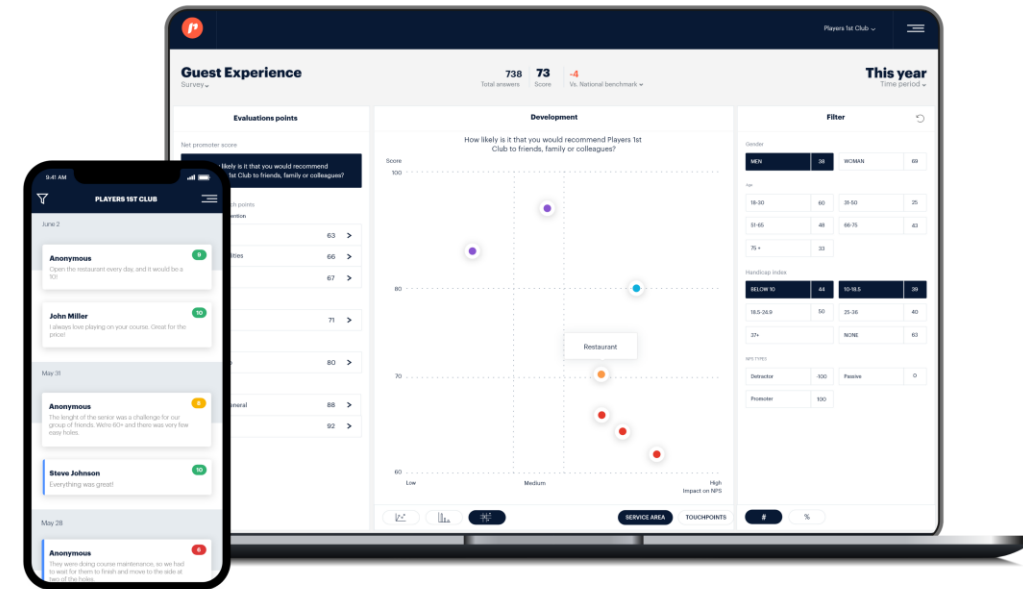 Players 1st Club
Guest Experience
Survey
738
Total answers
73
Score
-4
Vs. National benchmark
This year
Time period
Evaluations points
Net promoter score
likely is it that you would recommend
1st Club to friends, family or colleagues?
points
63
66
67
71
80
eneral
88
92
Development
How likely is it that you would recommend Players 1st
Club to friends, family or colleagues?
Score
100
80
70
60
Restaurant
Low
Medium
High
Impact on NPS
SERVICE AREA
TOUCHPOINTS
Filter
Gender
MEN
38
WOMAN
69
Age
18-30
60
31-50
25
51-65
48
66-75
43
75 +
33
Handicap index
BELOW 10
44
10-18,5
39
18.5-24.9
50
25-36
40
37+
NONE
63
NPS TYPES
Detractor
-100
Passive
0
Promoter
100
#
%
9:41 AM
PLAYERS 1ST CLUB
June 2
Anonymous
9
Open the restaurant every day, and it would be a
10!
John Miller
10
I always love playing on your course. Great for the
price!
May 31
Anonymous
8
The lenght of the senior was a challenge for our
group of friends. We're 80+ and there was very few
easy holes.
Steve Johnson
10
Everything was great!
May 28
Anonymous
6
They were doing course maintenance, so we had
to wait for them to finish and move to the side at
two of the holes.